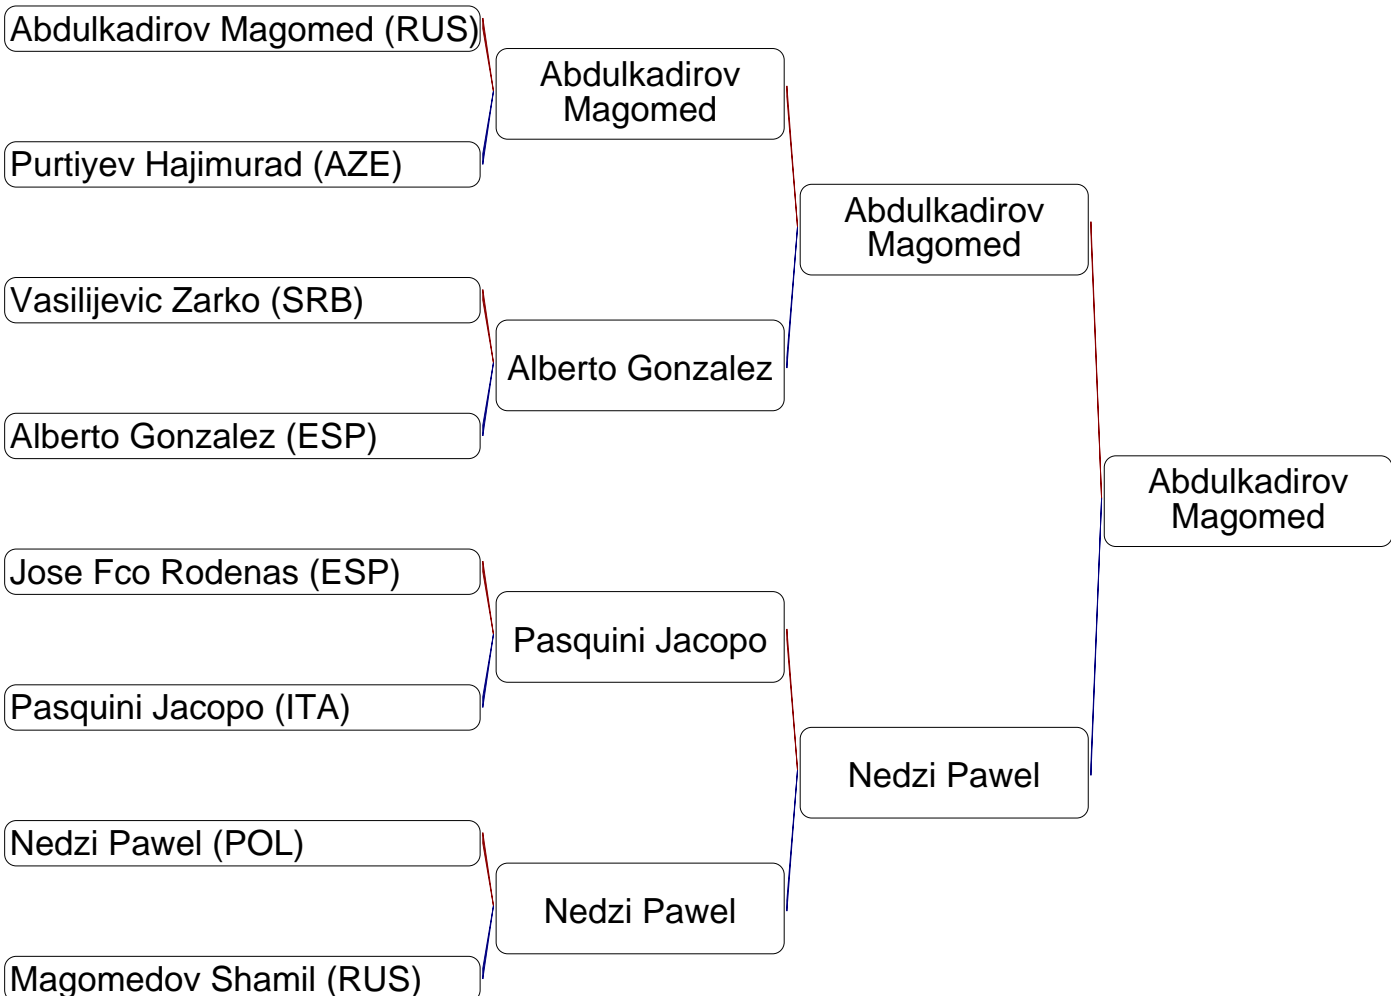 Abdulkadirov Magomed (RUS)
Purtiyev Hajimurad (AZE)
Vasilijevic Zarko (SRB)
Alberto Gonzalez (ESP)
Jose Fco Rodenas (ESP)
Pasquini Jacopo (ITA)
Nedzi Pawel (POL)
Magomedov Shamil (RUS)
Abdulkadirov
Magomed
Alberto Gonzalez
Pasquini Jacopo
Nedzi Pawel
Abdulkadirov
Magomed
Nedzi Pawel
Abdulkadirov
Magomed